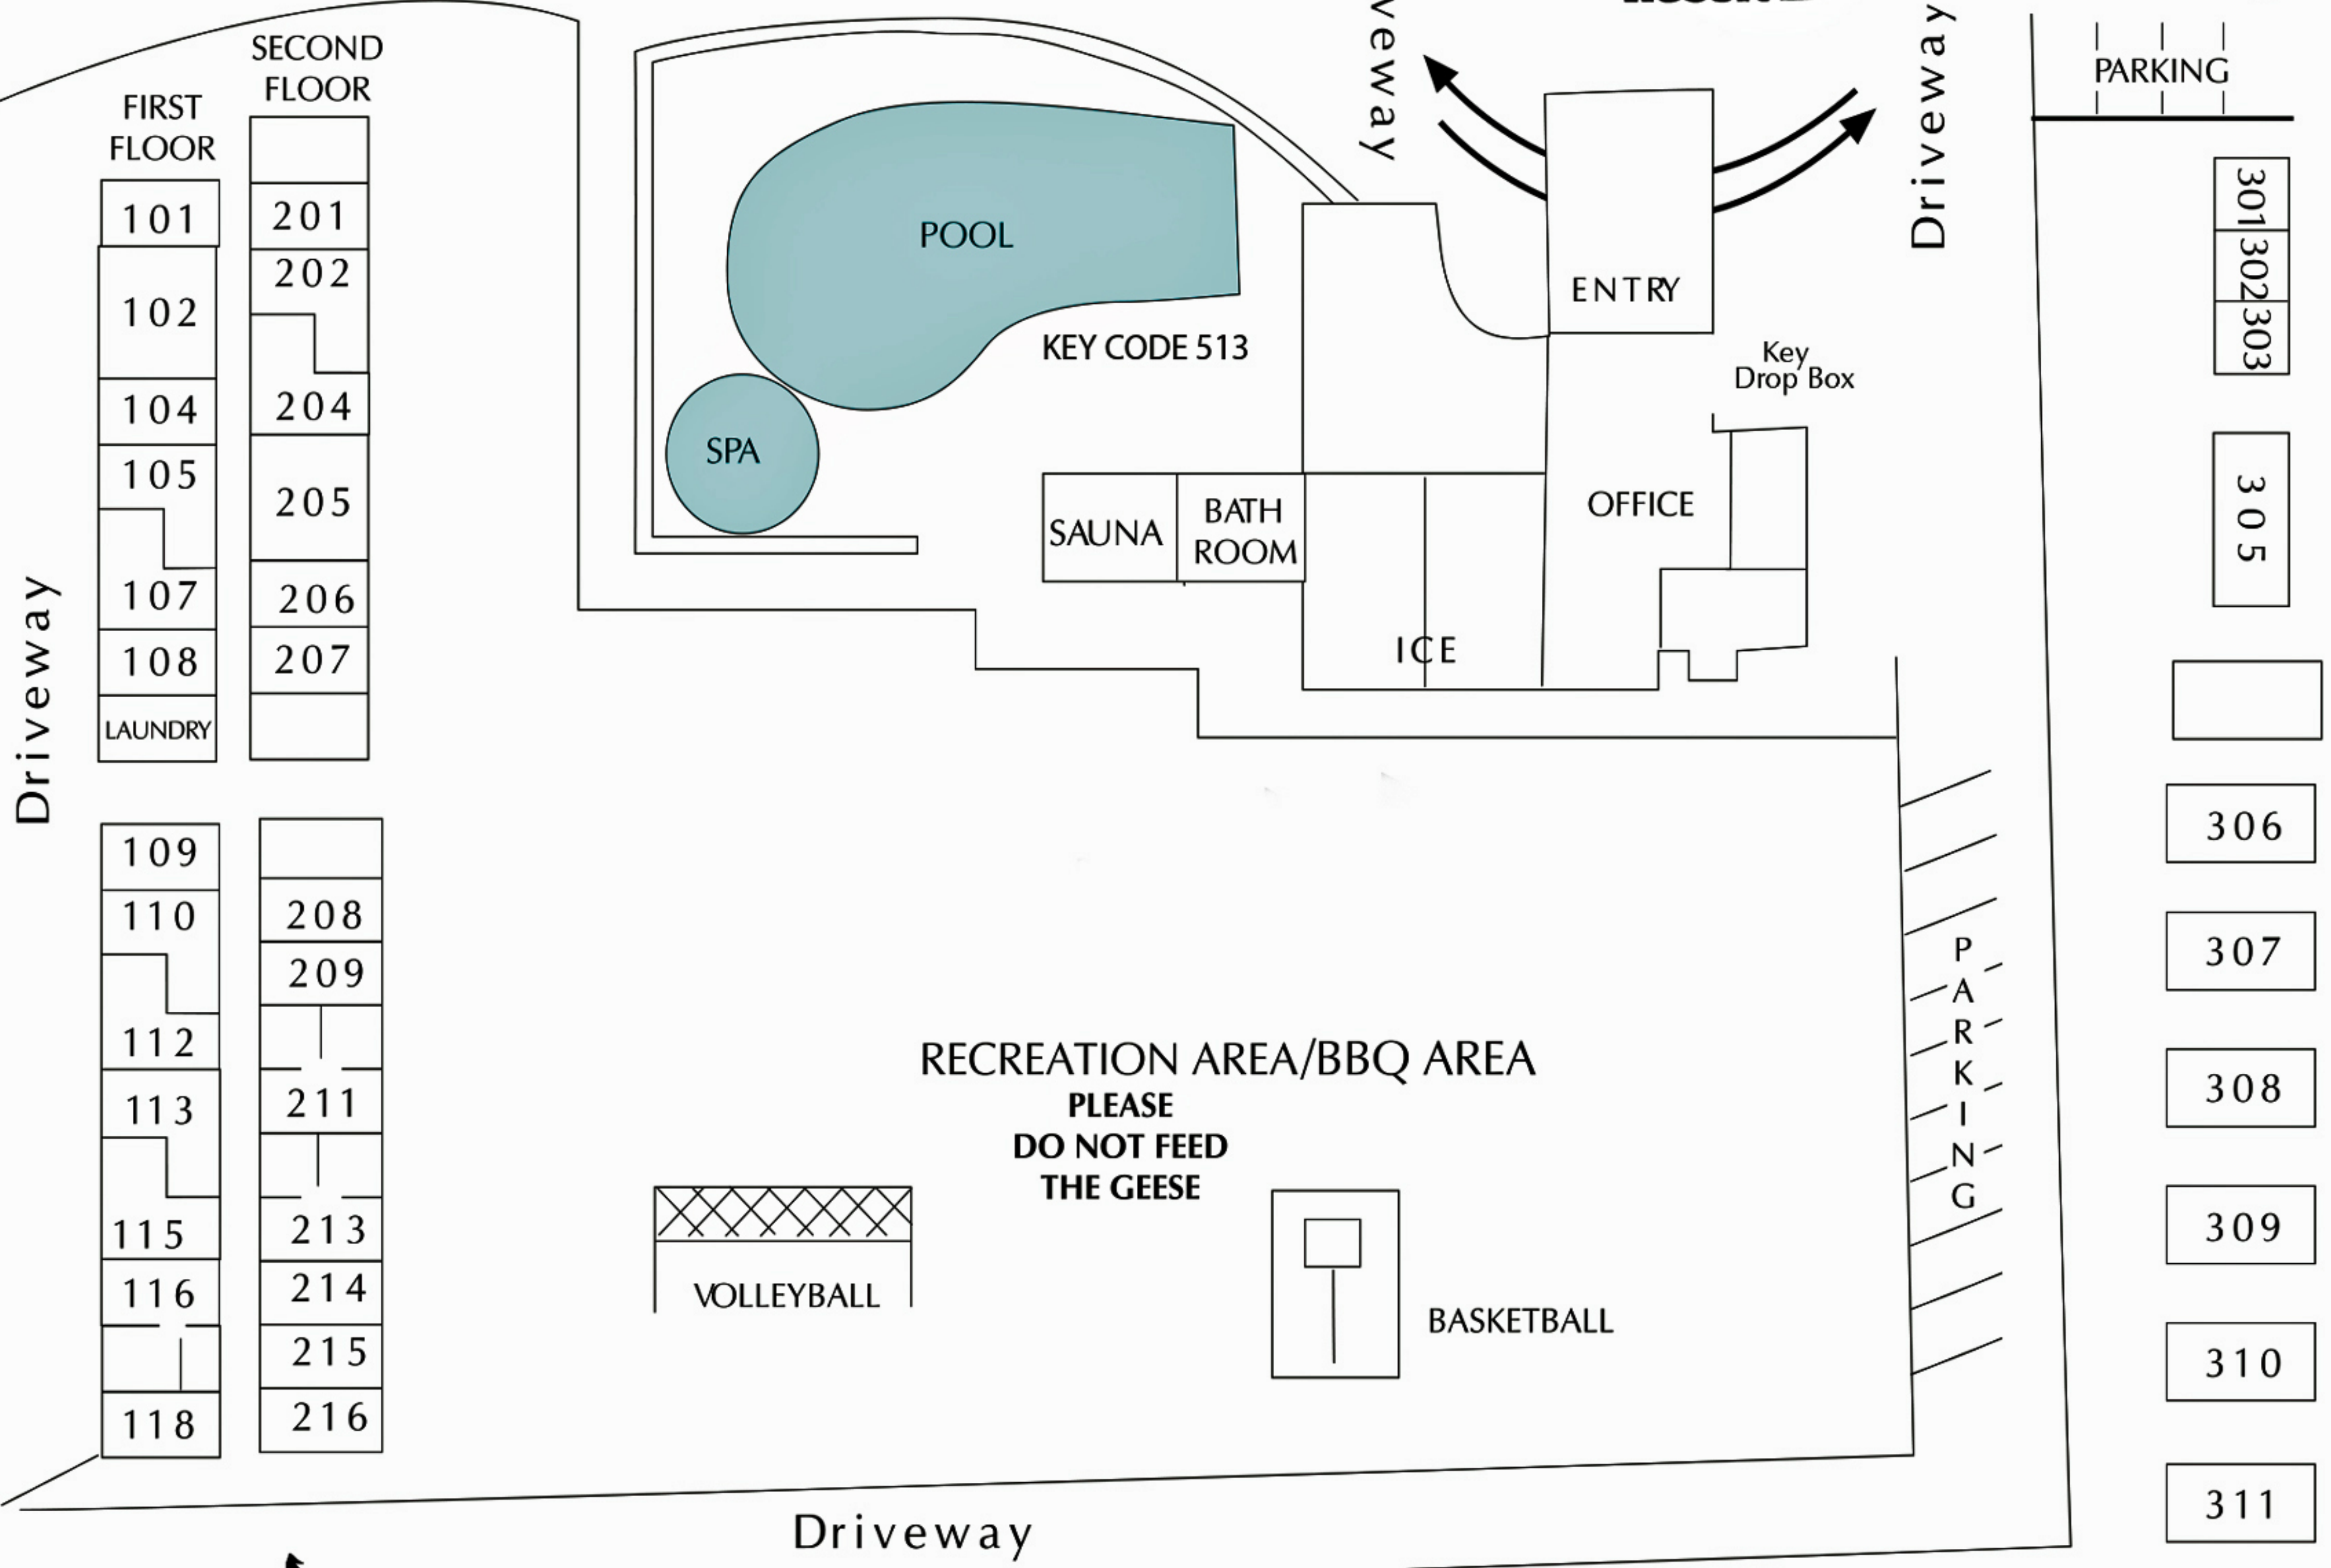 SECOND
FLOOR
FIRST
FLOOR
101
102
104
105
107
108
LAUNDRY
201
202
204
205
206
207
109
110
112
113
115
116
118
208
209
211
213
214
215
216
Driveway
POOL
KEY CODE 513
SPA
SAUNA
BATH
ROOM
ICE
ENTRY
Key
Drop Box
OFFICE
Driveway
PARKING
301
302
303
305
306
307
308
309
310
311
PARKING
RECREATION AREA/BBQ AREA
PLEASE
DO NOT FEED
THE GEESE
VOLLEYBALL
BASKETBALL
Driveway